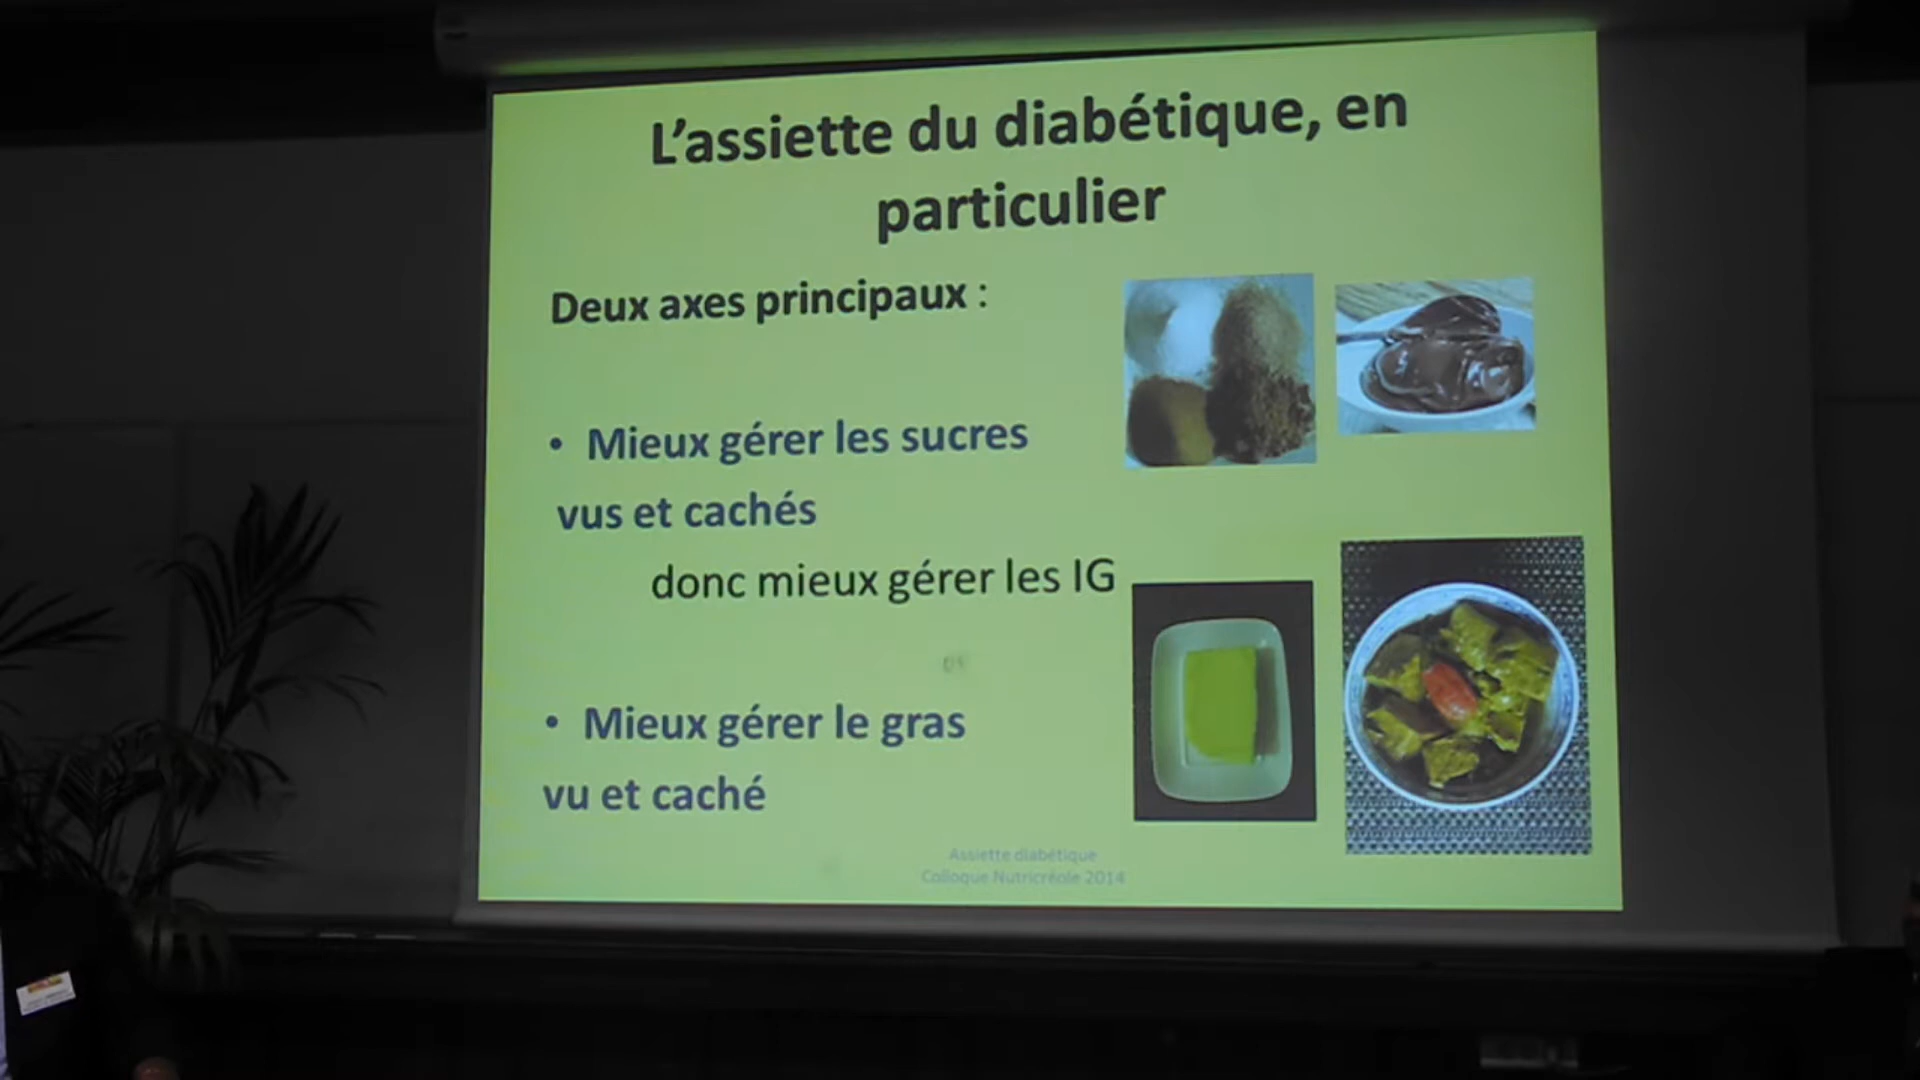 L’assiette du diabétique, en
particulier
Deux axes principaux :
• Mieux gérer les sucres
vus et cachés
donc mieux gérer les IG
• Mieux gérer le gras
vu et caché
Assiette diabétique
Colloque Nutricréole 2014